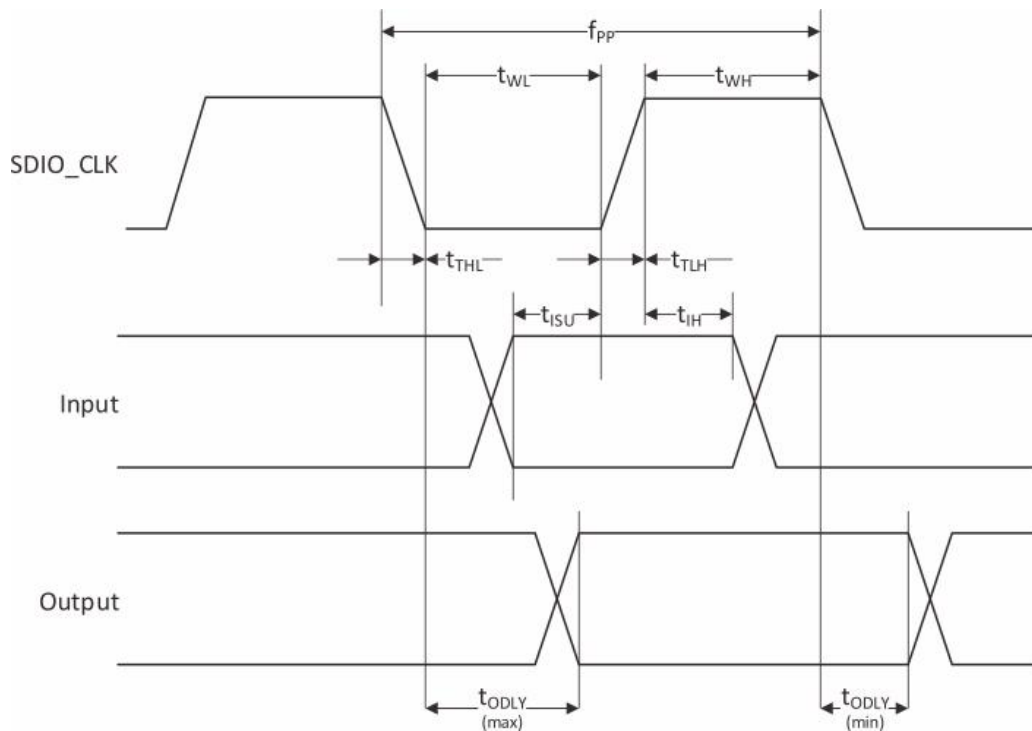 fPP
tWL
tWH
SDIO_CLK
tTHL
tTLH
tISU
tIH
Input
Output
tODLY
(max)
tODLY
(min)